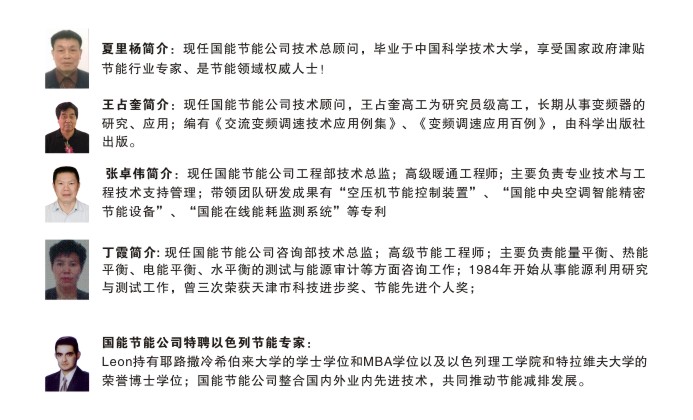 夏里杨简介：现任国能节能公司技术总顾问，毕业于中国科学技术大学，享受国家政府津贴
节能行业专家、是节能领域权威人士！
王占奎简介：现任国能节能公司技术顾问，王占奎高工为研究员级高工，长期从事变频器的
研究、应用；编有《交流变频调速技术应用例集》、《变频调速应用百例》，由科学出版社
出版。
张卓伟简介：现任国能节能公司工程部技术总监；高级暖通工程师；主要负责专业技术与工
程技术支持管理；带领团队研发成果有“空压机节能控制装置”、“国能中央空调智能精密
节能设备”、“国能在线能耗监测系统”等专利
丁霞简介：现任国能节能公司咨询部技术总监；高级节能工程师；主要负责能量平衡、热能
平衡、电能平衡、水平衡的测试与能源审计等方面咨询工作；1984年开始从事能源利用研究
与测试工作，曾三次荣获天津市科技进步奖、节能先进个人奖；
国能节能公司特聘以色列节能专家：
Leon持有耶路撒冷希伯来大学的学士学位和MBA学位以及以色列理工学院和特拉维夫大学的
荣誉博士学位；国能节能公司整合国内外业内先进技术，共同推动节能减排发展。